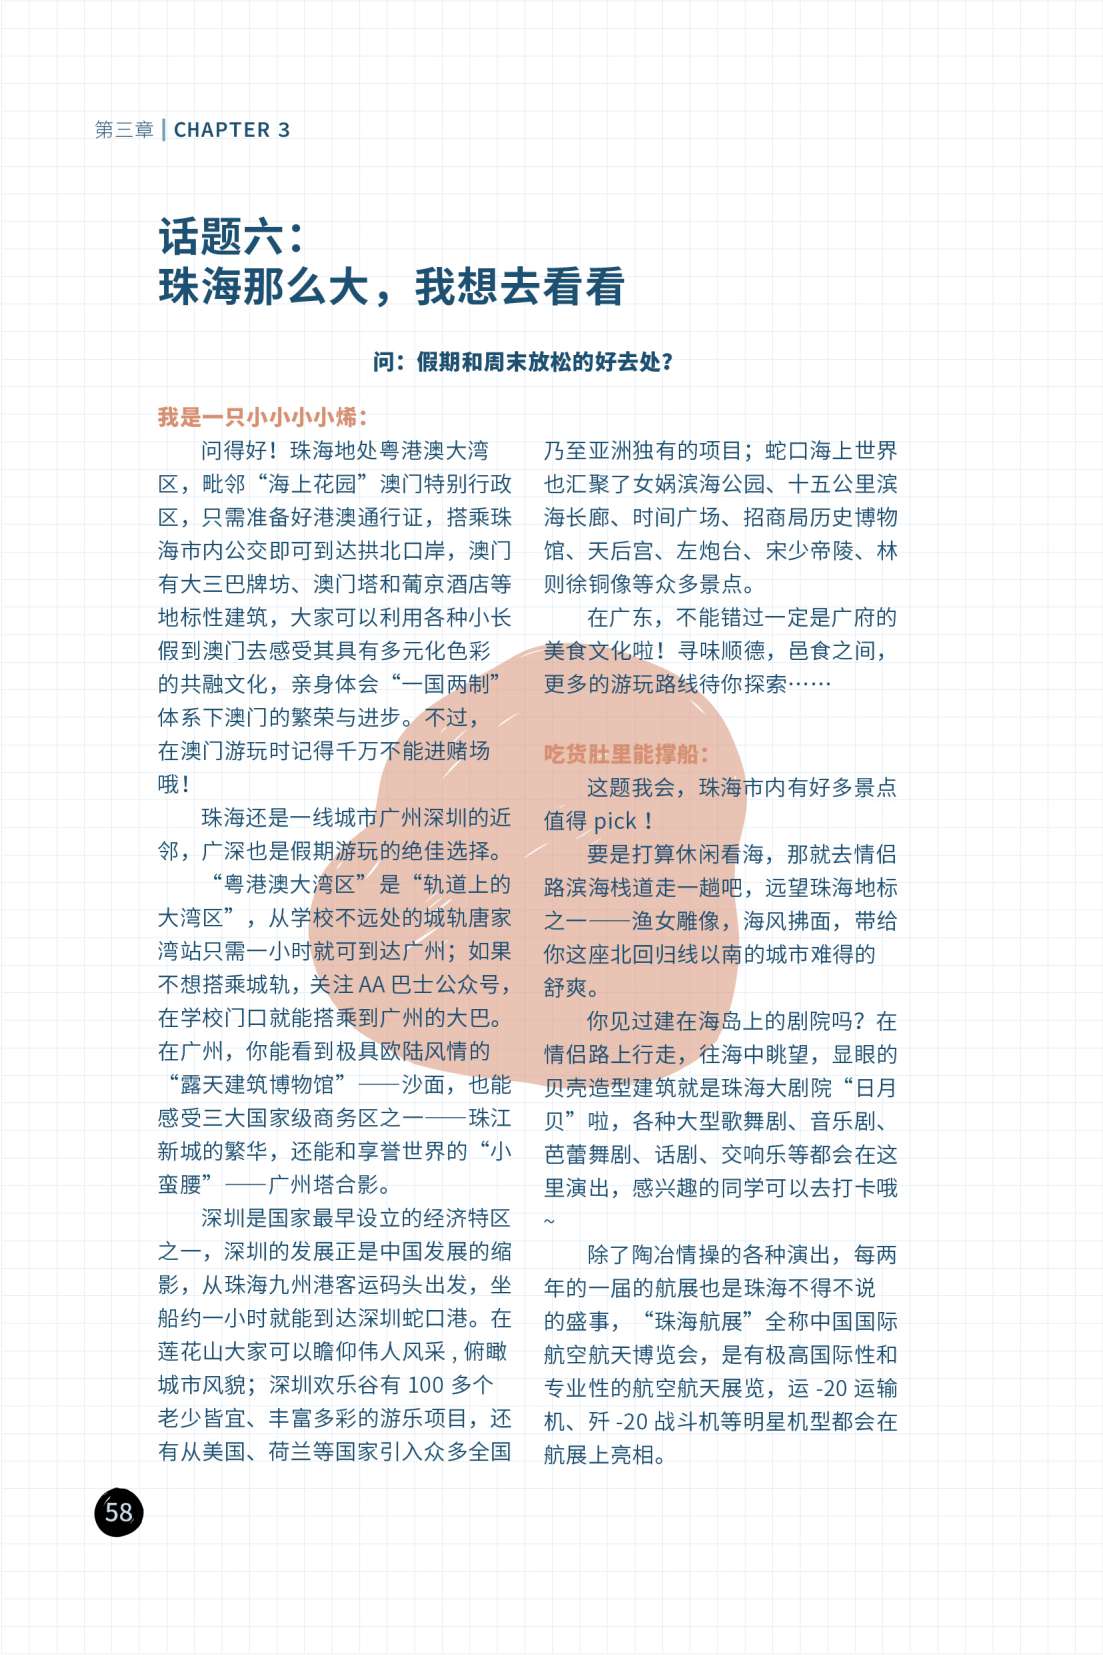 第三章 | CHAPTER 3
话题六：
珠海那么大，我想去看看
问：假期和周末放松的好去处？
我是一只小小小小烯：
问得好！珠海地处粤港澳大湾
区，毗邻“海上花园”澳门特别行政
区，只需准备好港澳通行证，搭乘珠
海市内公交即可到达拱北口岸，澳门
有大三巴牌坊、澳门塔和葡京酒店等
地标性建筑，大家可以利用各种小长
假到澳门去感受其具有多元化色彩
的共融文化，亲身体会“一国两制”
体系下澳门的繁荣与进步。不过，
在澳门游玩时记得千万不能进赌场
哦！
珠海还是一线城市广州深圳的近
邻，广深也是假期游玩的绝佳选择。
“粤港澳大湾区”是“轨道上的
大湾区”，从学校不远处的城轨唐家
湾站只需一小时就可到达广州；如果
不想搭乘城轨，关注 AA 巴士公众号，
在学校门口就能搭乘到广州的大巴。
在广州，你能看到极具欧陆风情的
“露天建筑博物馆”——沙面，也能
感受三大国家级商务区之一——珠江
新城的繁华，还能和享誉世界的“小
蛮腰”——广州塔合影。
深圳是国家最早设立的经济特区
之一，深圳的发展正是中国发展的缩
影，从珠海九州港客运码头出发，坐
船约一小时就能到达深圳蛇口港。在
莲花山大家可以瞻仰伟人风采 , 俯瞰
城市风貌；深圳欢乐谷有 100 多个
老少皆宜、丰富多彩的游乐项目，还
有从美国、荷兰等国家引入众多全国
乃至亚洲独有的项目；蛇口海上世界
也汇聚了女娲滨海公园、十五公里滨
海长廊、时间广场、招商局历史博物
馆、天后宫、左炮台、宋少帝陵、林
则徐铜像等众多景点。
在广东，不能错过一定是广府的
美食文化啦！寻味顺德，邑食之间，
更多的游玩路线待你探索……
吃货肚里能撑船：
这题我会，珠海市内有好多景点
值得 pick ！
要是打算休闲看海，那就去情侣
路滨海栈道走一趟吧，远望珠海地标
之一——渔女雕像，海风拂面，带给
你这座北回归线以南的城市难得的
舒爽。
你见过建在海岛上的剧院吗？在
情侣路上行走，往海中眺望，显眼的
贝壳造型建筑就是珠海大剧院“日月
贝”啦，各种大型歌舞剧、音乐剧、
芭蕾舞剧、话剧、交响乐等都会在这
里演出，感兴趣的同学可以去打卡哦
~
除了陶冶情操的各种演出，每两
年的一届的航展也是珠海不得不说
的盛事，“珠海航展”全称中国国际
航空航天博览会，是有极高国际性和
专业性的航空航天展览，运 -20 运输
机、歼 -20 战斗机等明星机型都会在
航展上亮相。
58